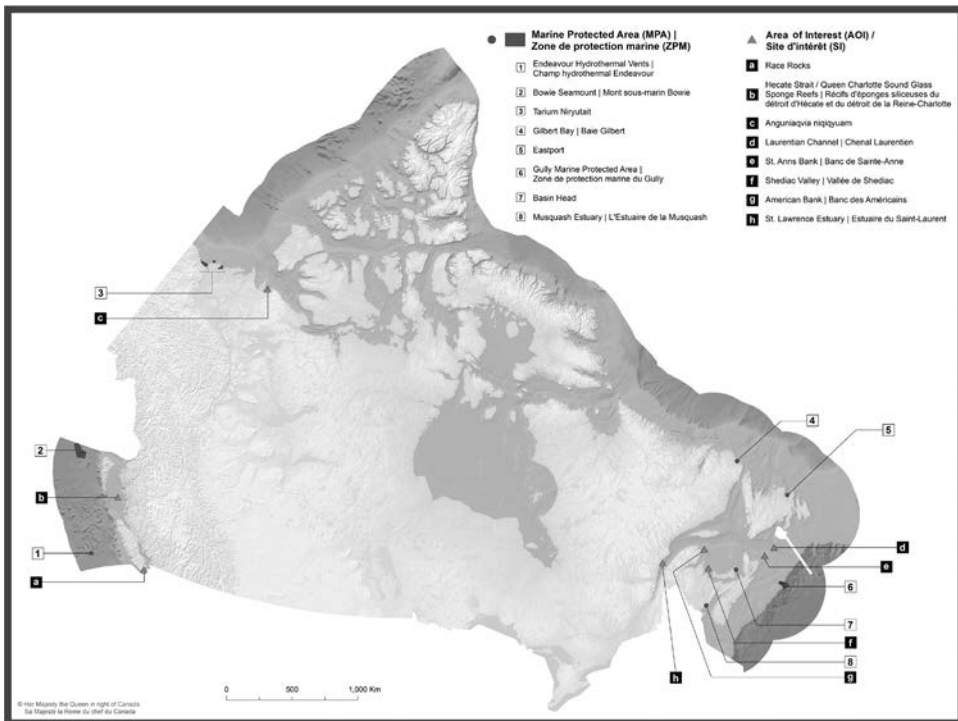 Marine Protected Area (MPA) |
Zone de protection marine (ZPM)
1 Endeavour Hydrothermal Vents |
Champ hydrothermal Endeavour
2 Bowie Seamount | Mont sous-marin Bowie
3 Tarium Niryutait
4 Gilbert Bay | Baie Gilbert
5 Eastport
6 Gully Marine Protected Area |
Zone de protection marine du Gully
7 Basin Head
8 Musquash Estuary | L'Estuaire de la Musquash
Area of Interest (AOI) /
Site d'intérêt (SI)
a Race Rocks
b Hecate Strait / Queen Charlotte Sound Glass
Sponge Reefs | Récifs d'éponges siliceuses du
détroit d'Hécate et du détroit de la Reine-Charlotte
c Anguniaqvia niqiqyuam
d Laurentian Channel | Chenal Laurentien
e St. Anns Bank | Banc de Sainte-Anne
f Shediac Valley | Vallée de Shediac
g American Bank | Banc des Américains
h St. Lawrence Estuary | Estuaire du Saint-Laurent
3
c
4
5
2
b
1
a
d
e
6
7
f
8
h
g
0 500 1,000 Km
© Her Majesty the Queen in right of Canada
Sa Majesté la Reine du chef du Canada